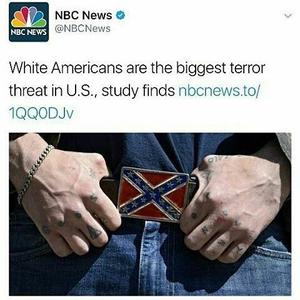 NBC NEWS
NBC News
@NBCNews
White Americans are the biggest terror
threat in U.S., study finds nbcnews.to/
1QQ0DJv